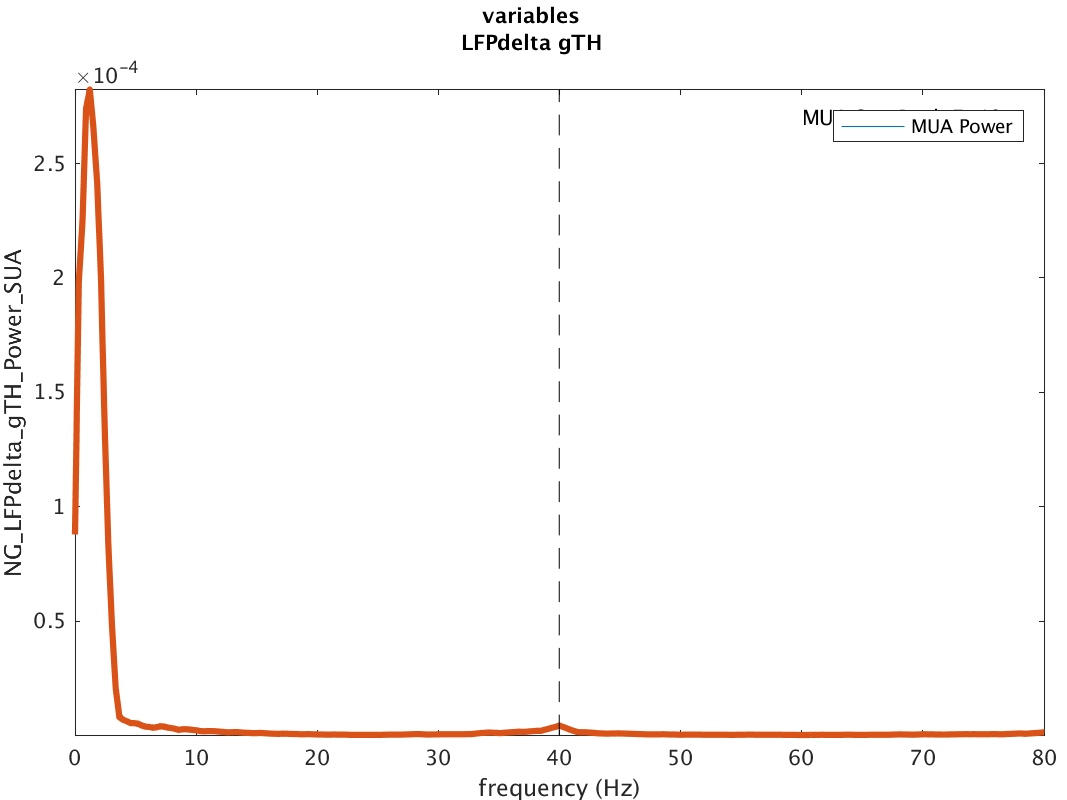 variables
LFPdelta gTH
×10⁻⁴
MUA Power
2.5
2
1.5
1
0.5
NG_LFPdelta_gTH_Power_SUA
0 10 20 30 40 50 60 70 80
frequency (Hz)